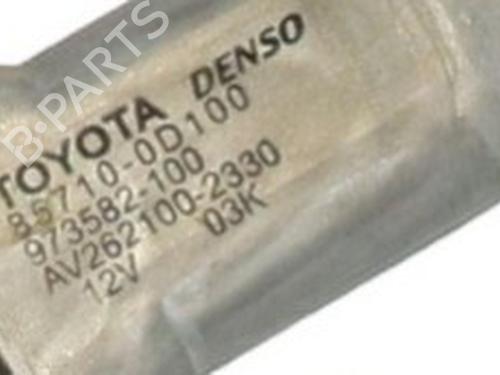 B-PARTS
TOYOTA DENSO
85710-0D100
973582-100
AV262100-2330
12V 03K